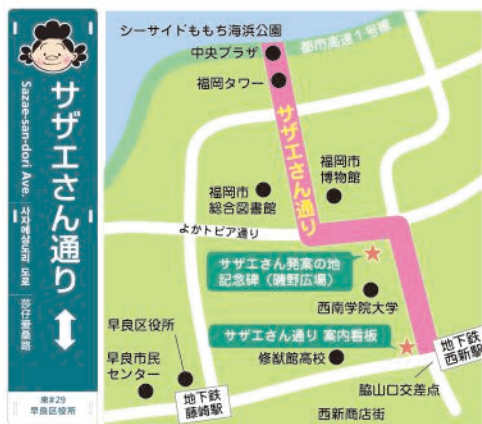 サザエさん通り
Sazae-san-dori Ave.
사자에상도리 도로
莎仔愛桑路
東#29
早良区役所
シーサイドももち海浜公園
中央プラザ
都市高速1号線
福岡タワー
サザエさん通り
福岡市
博物館
福岡市
総合図書館
よかトピア通り
サザエさん発案の地
記念碑(磯野広場)
西南学院大学
早良区役所
サザエさん通り 案内看板
地下鉄
西新駅
早良市民
センター
修猷館高校
地下鉄
藤崎駅
脇山口交差点
西新商店街